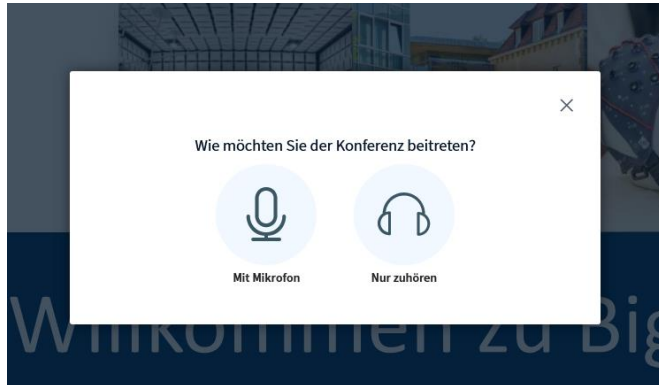 Wie möchten Sie der Konferenz beitreten?
Mit Mikrofon
Nur zuhören
Willkommen zu Big